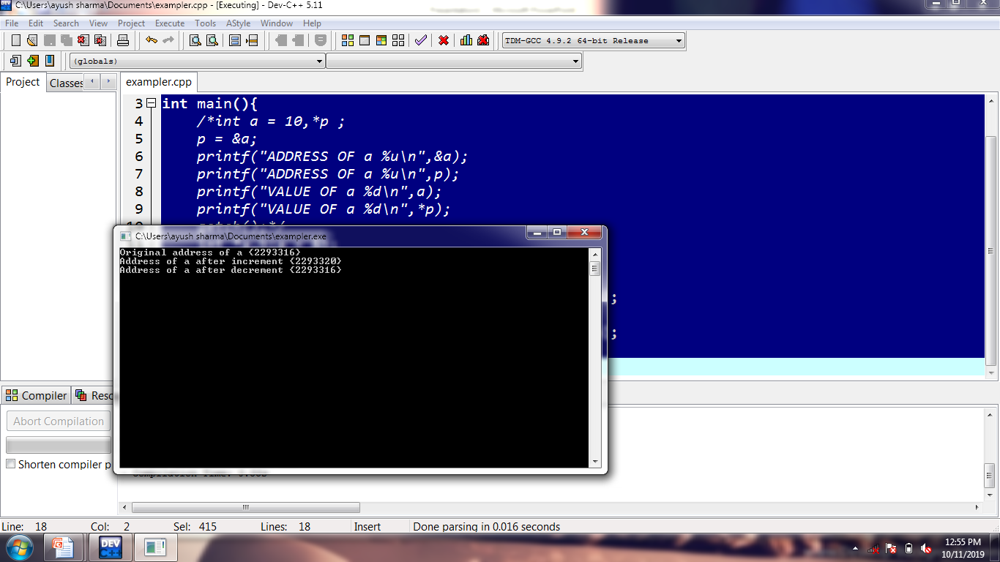 C:\Users\ayush sharma\Documents\exampler.cpp - [Executing] - Dev-C++ 5.11
File Edit Search View Project Execute Tools AStyle Window Help
TDM-GCC 4.9.2 64-bit Release
(globals)
Project Classes exampler.cpp
3 int main(){
4 /*int a = 10,*p ;
5 p = &a;
6 printf("ADDRESS OF a %u\n",&a);
7 printf("ADDRESS OF a %u\n",p);
8 printf("VALUE OF a %d\n",a);
9 printf("VALUE OF a %d\n",*p);
C:\Users\ayush sharma\Documents\exampler.exe
Original address of a {2293316}
Address of a after increment {2293320}
Address of a after decrement {2293316}
;
;
Compiler
Abort Compilation
Shorten compiler p
Line: 18 Col: 2 Sel: 415 Lines: 18 Insert Done parsing in 0.016 seconds
DEV C++
12:55 PM
10/11/2019